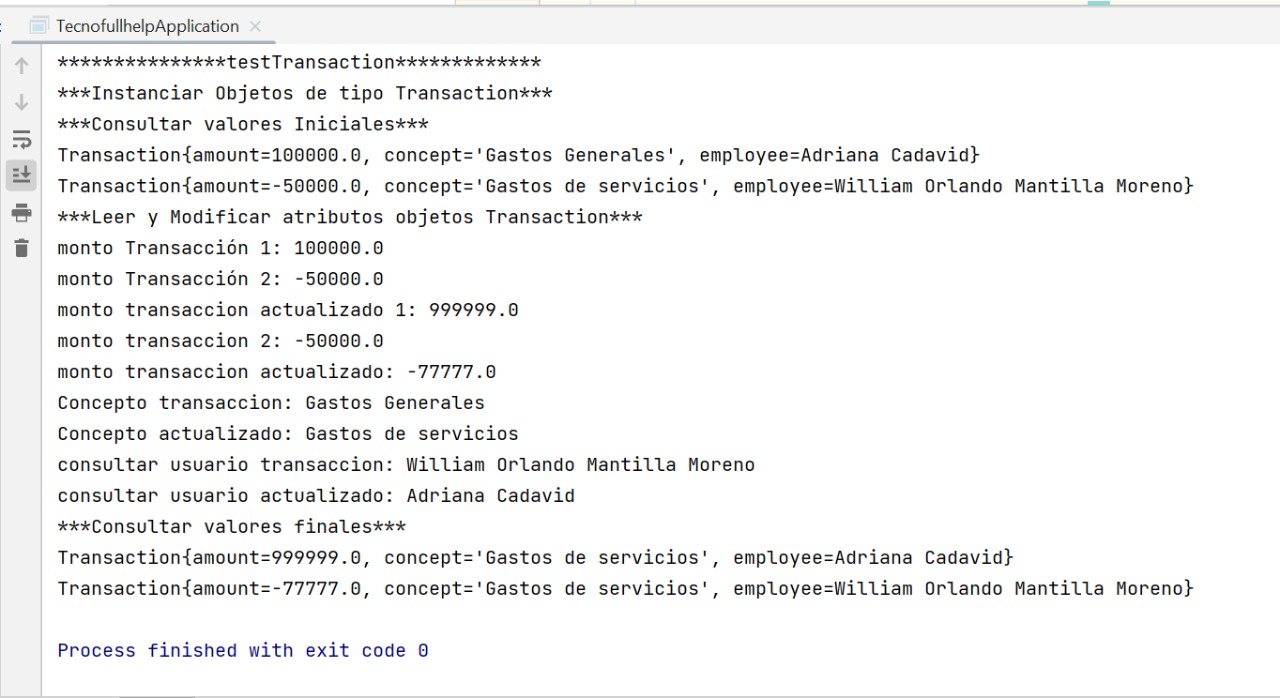 TecnofullhelpApplication
***************testTransaction*************
***Instanciar Objetos de tipo Transaction***
***Consultar valores Iniciales***
Transaction{amount=100000.0, concept='Gastos Generales', employee=Adriana Cadavid}
Transaction{amount=-50000.0, concept='Gastos de servicios', employee=William Orlando Mantilla Moreno}
***Leer y Modificar atributos objetos Transaction***
monto Transacción 1: 100000.0
monto Transacción 2: -50000.0
monto transaccion actualizado 1: 999999.0
monto transaccion 2: -50000.0
monto transaccion actualizado: -77777.0
Concepto transaccion: Gastos Generales
Concepto actualizado: Gastos de servicios
consultar usuario transaccion: William Orlando Mantilla Moreno
consultar usuario actualizado: Adriana Cadavid
***Consultar valores finales***
Transaction{amount=999999.0, concept='Gastos de servicios', employee=Adriana Cadavid}
Transaction{amount=-77777.0, concept='Gastos de servicios', employee=William Orlando Mantilla Moreno}
Process finished with exit code 0